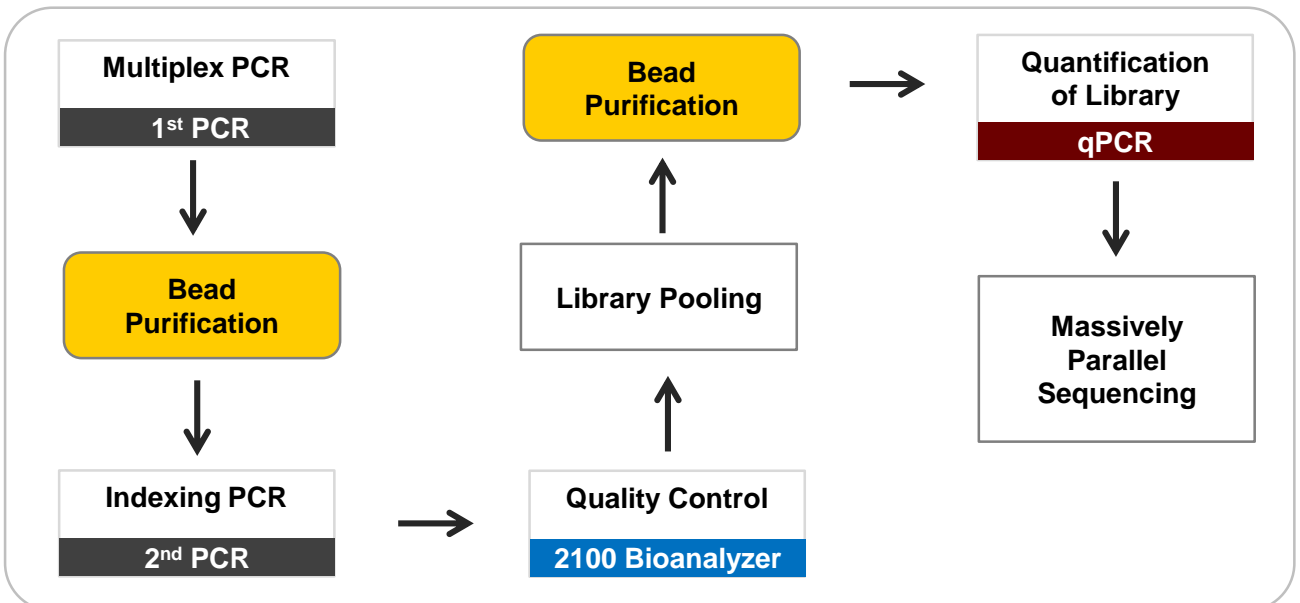 Multiplex PCR
1st PCR
Bead
Purification
Indexing PCR
2nd PCR
Quality Control
2100 Bioanalyzer
Library Pooling
Bead
Purification
Quantification
of Library
qPCR
Massively
Parallel
Sequencing